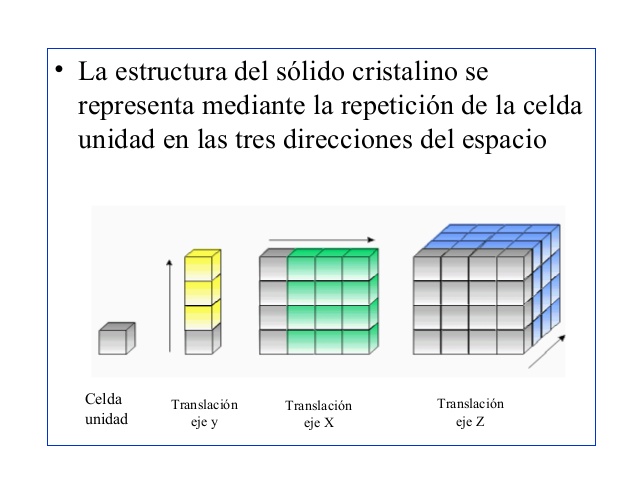 • La estructura del sólido cristalino se
representa mediante la repetición de la celda
unidad en las tres direcciones del espacio
Celda
unidad
Translación
eje y
Translación
eje X
Translación
eje Z